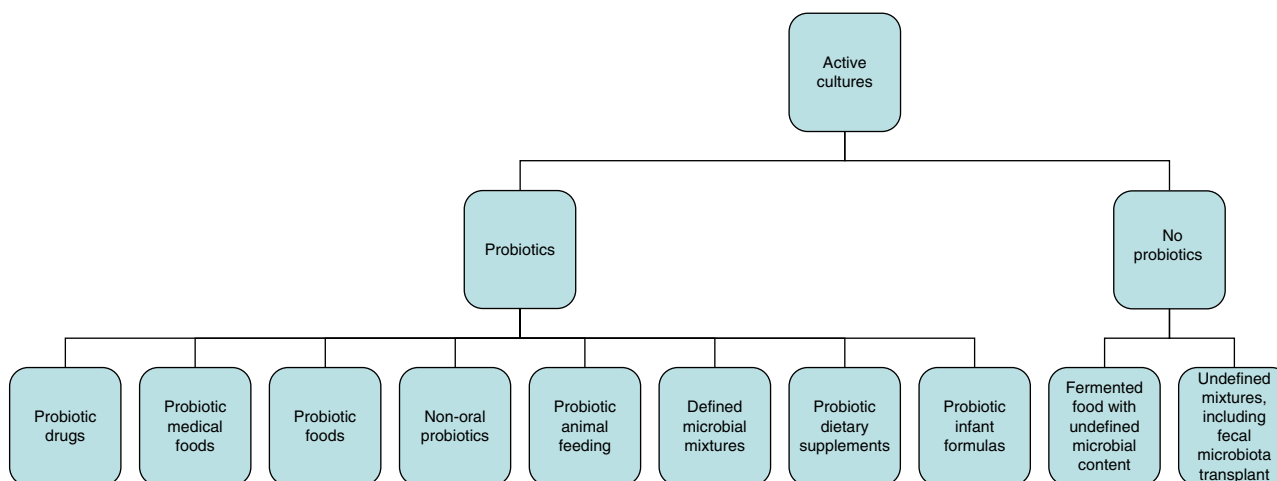 Active
cultures
Probiotics
No
probiotics
Probiotic
drugs
Probiotic
medical
foods
Probiotic
foods
Non-oral
probiotics
Probiotic
animal
feeding
Defined
microbial
mixtures
Probiotic
dietary
supplements
Probiotic
infant
formulas
Fermented
food with
undefined
microbial
content
Undefined
mixtures,
including
fecal
microbiota
transplant